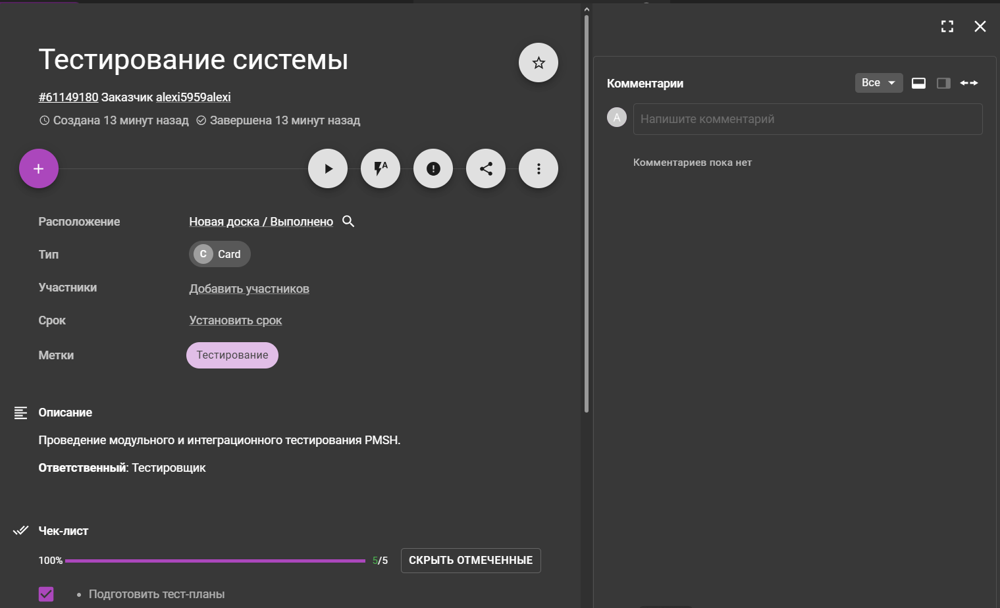 Тестирование системы
#61149180 Заказчик alexi5959alexi
Создана 13 минут назад Завершена 13 минут назад
A
Расположение Новая доска / Выполнено
Тип C Card
Участники Добавить участников
Срок Установить срок
Метки Тестирование
Описание
Проведение модульного и интеграционного тестирования PMSH.
Ответственный: Тестировщик
Чек-лист
100% 5/5 СКРЫТЬ ОТМЕЧЕННЫЕ
• Подготовить тест-планы
Комментарии Все
A Напишите комментарий
Комментариев пока нет